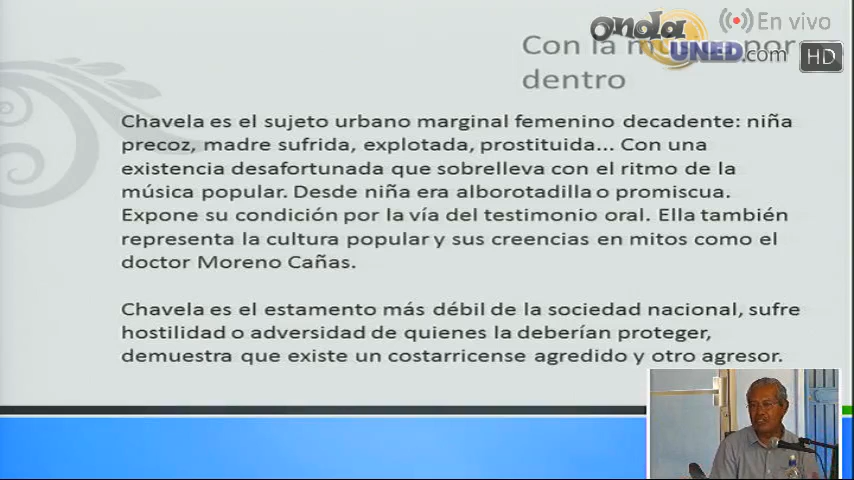 Onda
UNED.com
En vivo
HD
Con la mu por
dentro
Chavela es el sujeto urbano marginal femenino decadente: niña
precoz, madre sufrida, explotada, prostituida... Con una
existencia desafortunada que sobrelleva con el ritmo de la
música popular. Desde niña era alborotadilla o promiscua.
Expone su condición por la vía del testimonio oral. Ella también
representa la cultura popular y sus creencias en mitos como el
doctor Moreno Cañas.
Chavela es el estamento más débil de la sociedad nacional, sufre
hostilidad o adversidad de quienes la deberían proteger,
demuestra que existe un costarricense agredido y otro agresor.